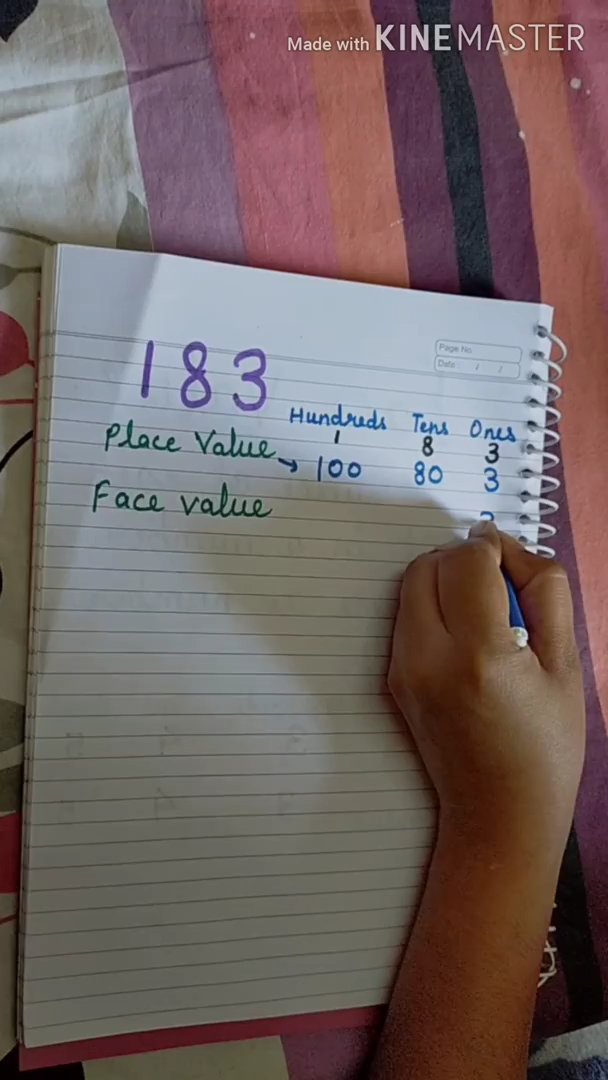 Made with KINEMASTER
Page No.
Date / /
183
Hundreds Tens Ones
1 8 3
Place Value → 100 80 3
Face value